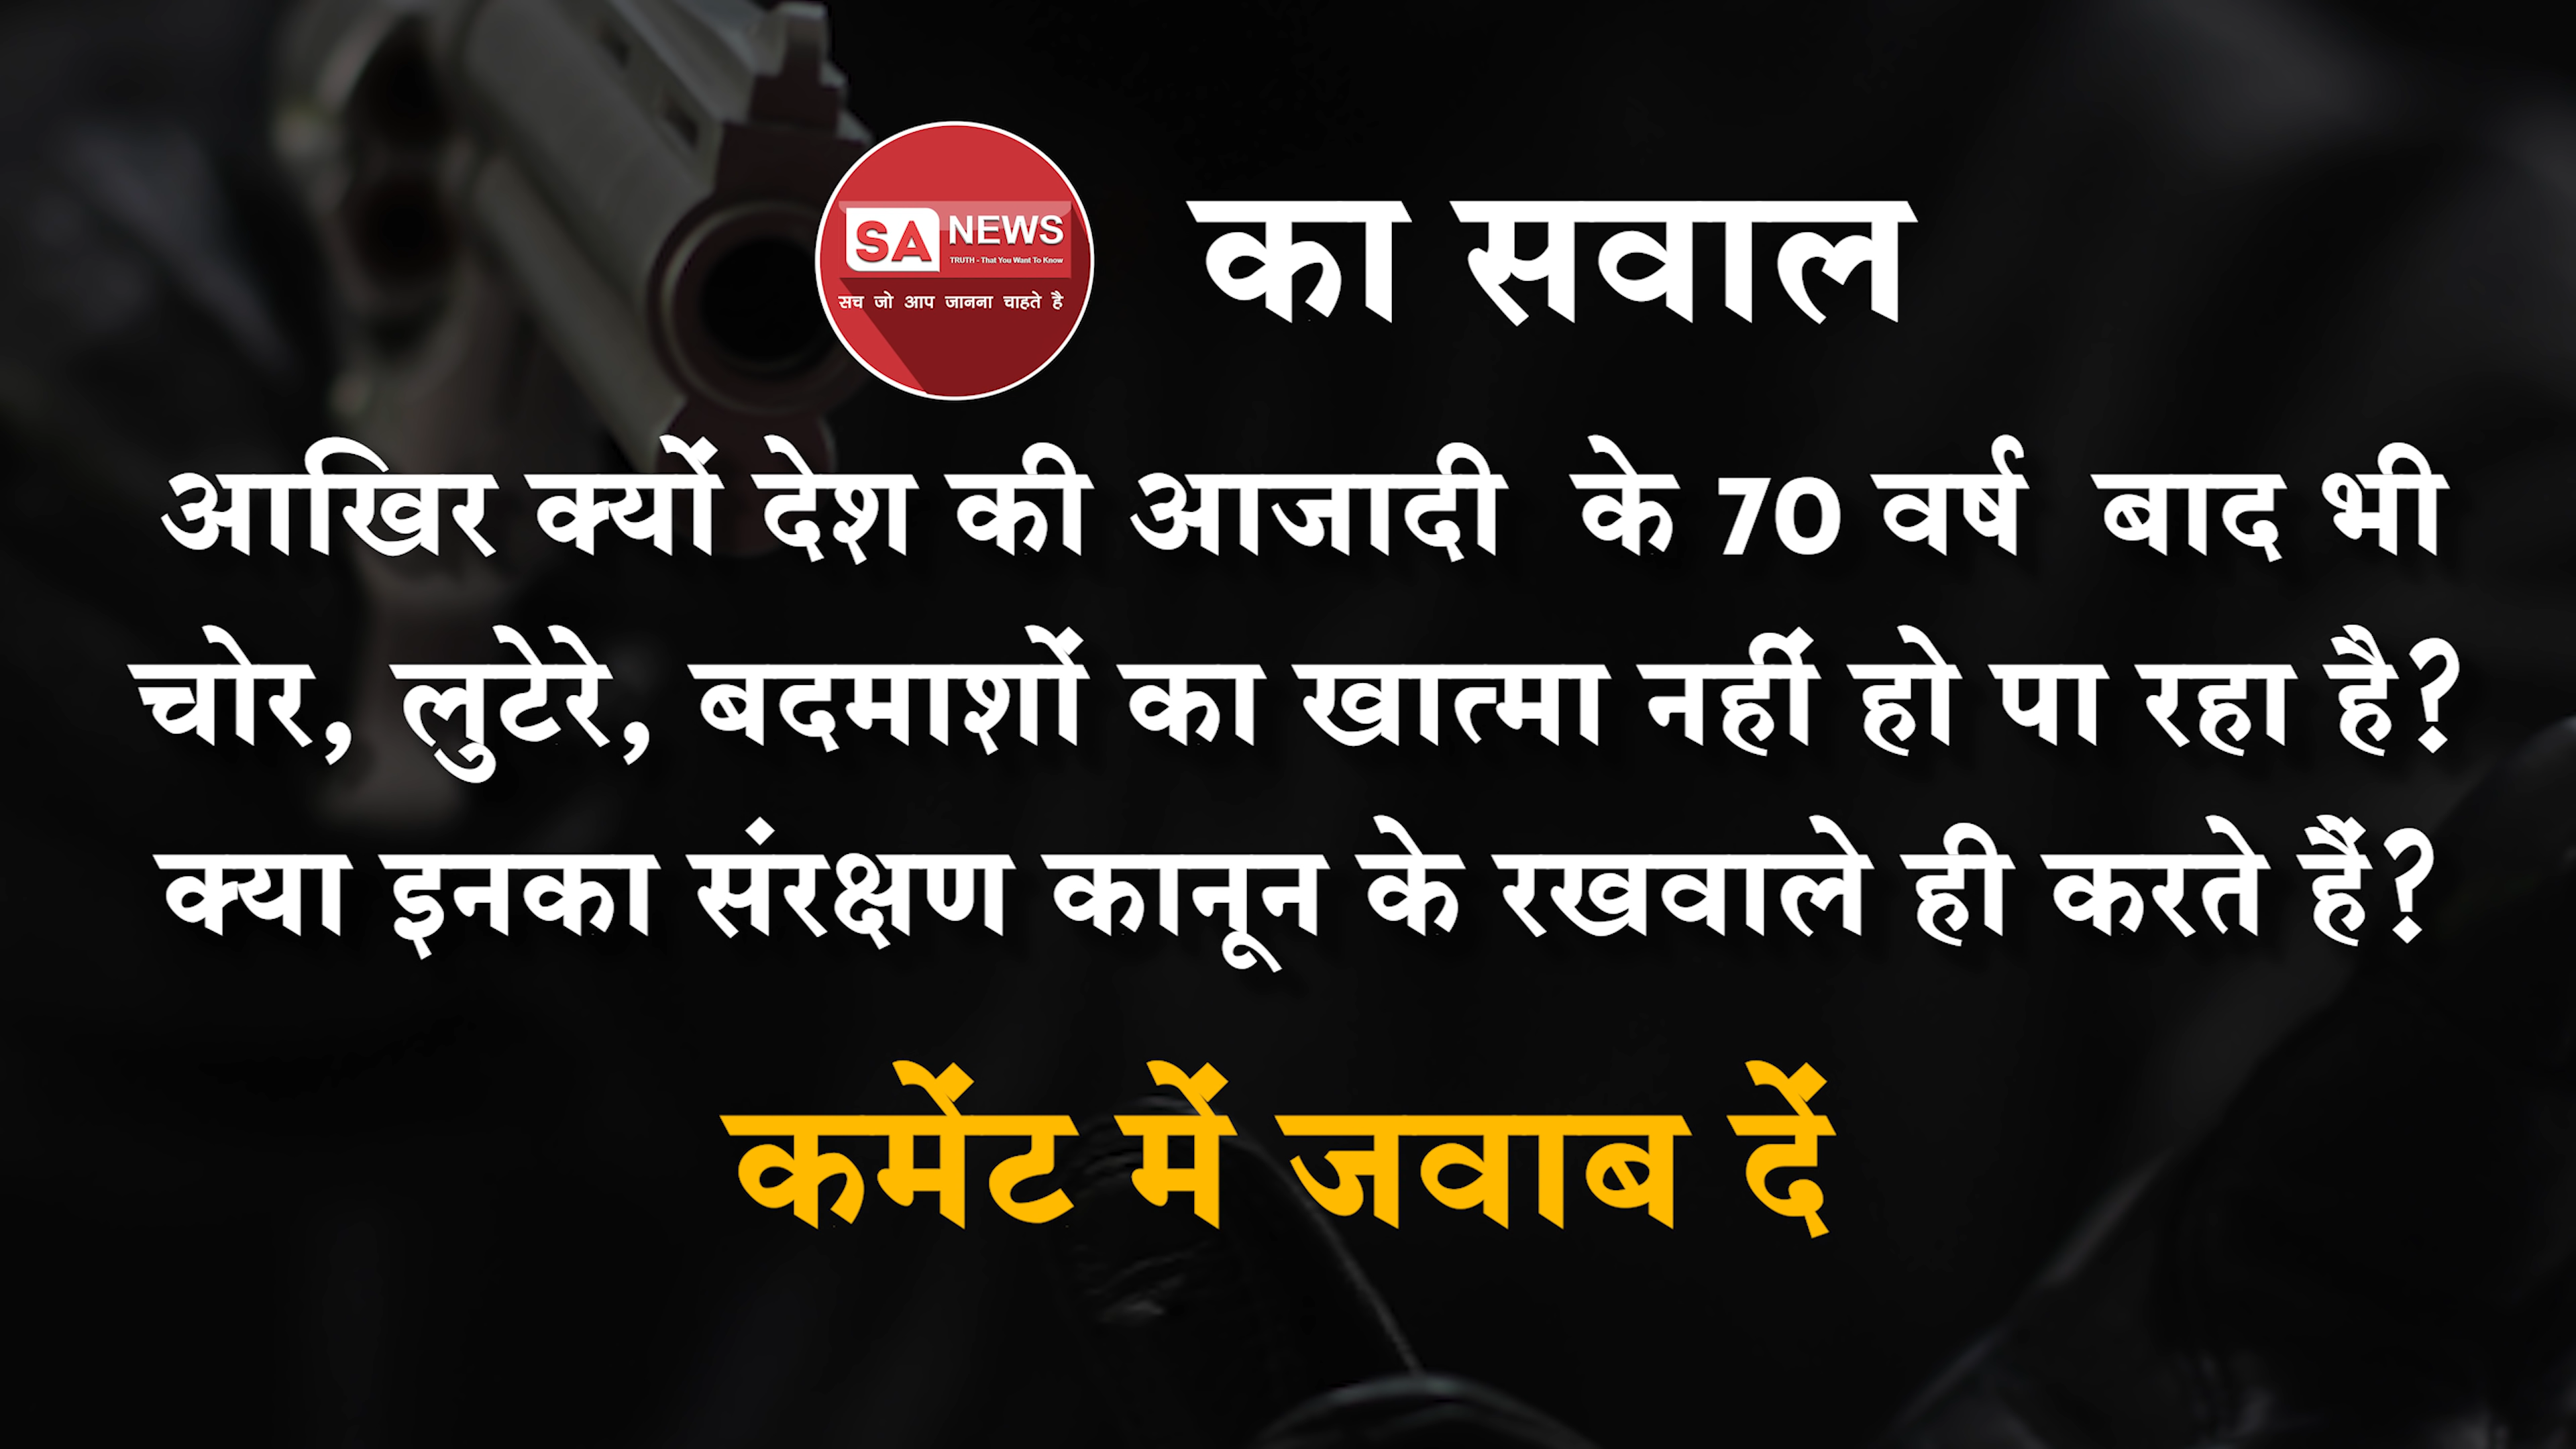 SA NEWS
TRUTH - That You Want To Know
सच जो आप जानना चाहते है
का सवाल
आखिर क्यों देश की आजादी के 70 वर्ष बाद भी
चोर, लुटेरे, बदमाशों का खात्मा नहीं हो पा रहा है?
क्या इनका संरक्षण कानून के रखवाले ही करते हैं?
कमेंट में जवाब दें